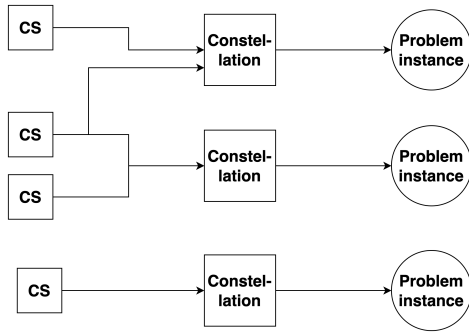 CS
Constel-
lation
Problem
instance
CS
CS
Constel-
lation
Problem
instance
CS
Constel-
lation
Problem
instance